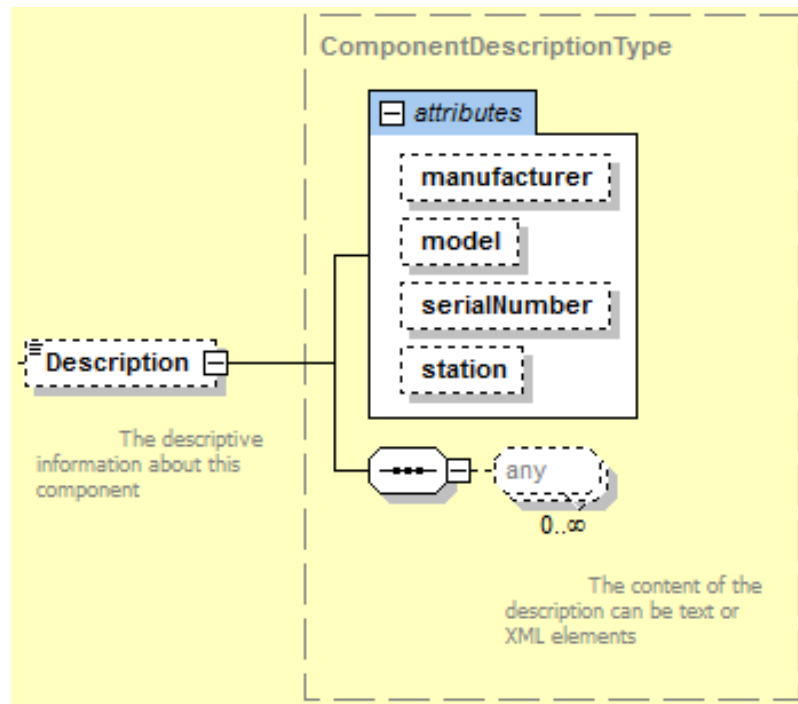 ComponentDescriptionType
attributes
manufacturer
model
serialNumber
station
Description
The descriptive
information about this
component
any
0..∞
The content of the
description can be text or
XML elements